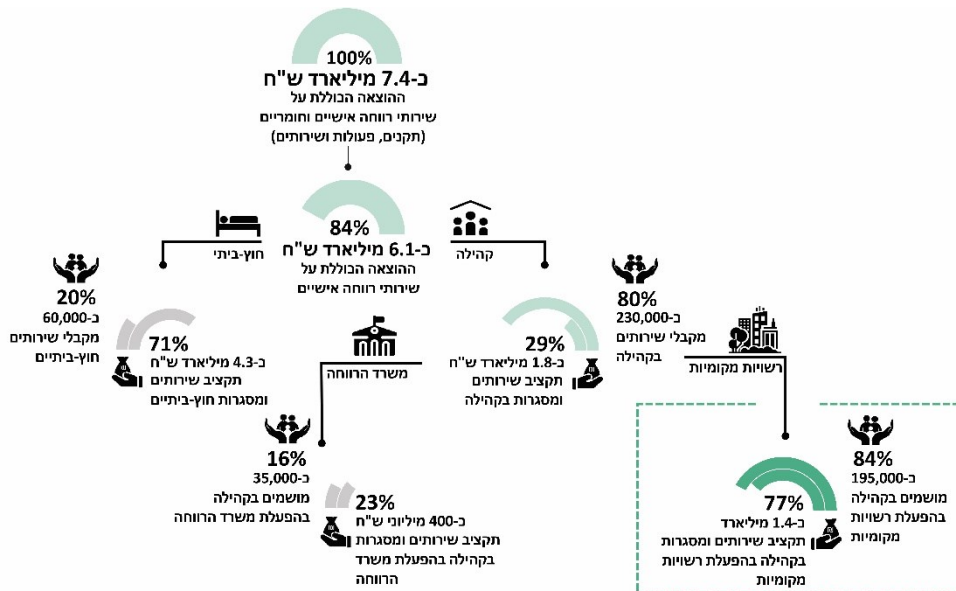 100%
כ-7.4 מיליארד ש"ח
ההוצאה הכוללת על
שירותי רווחה אישיים וחומריים
(תקנים, פעולות ושירותים)
84%
כ-6.1 מיליארד ש"ח
ההוצאה הכוללת על
שירותי רווחה אישיים
קהילה
חוץ-ביתי
80%
כ-230,000
מקבלי שירותים
בקהילה
29%
כ-1.8 מיליארד ש"ח
תקציב שירותים
ומסגרות בקהילה
71%
כ-4.3 מיליארד ש"ח
תקציב שירותים
ומסגרות חוץ-ביתיים
20%
כ-60,000
מקבלי שירותים
חוץ-ביתיים
רשויות מקומיות
משרד הרווחה
84%
כ-195,000
מושמים בקהילה
בהפעלת רשויות
מקומיות
77%
כ-1.4 מיליארד
תקציב שירותים ומסגרות
בקהילה בהפעלת רשויות
מקומיות
23%
כ-400 מיליוני ש"ח
תקציב שירותים ומסגרות
בקהילה בהפעלת משרד
הרווחה
16%
כ-35,000
מושמים בקהילה
בהפעלת משרד הרווחה